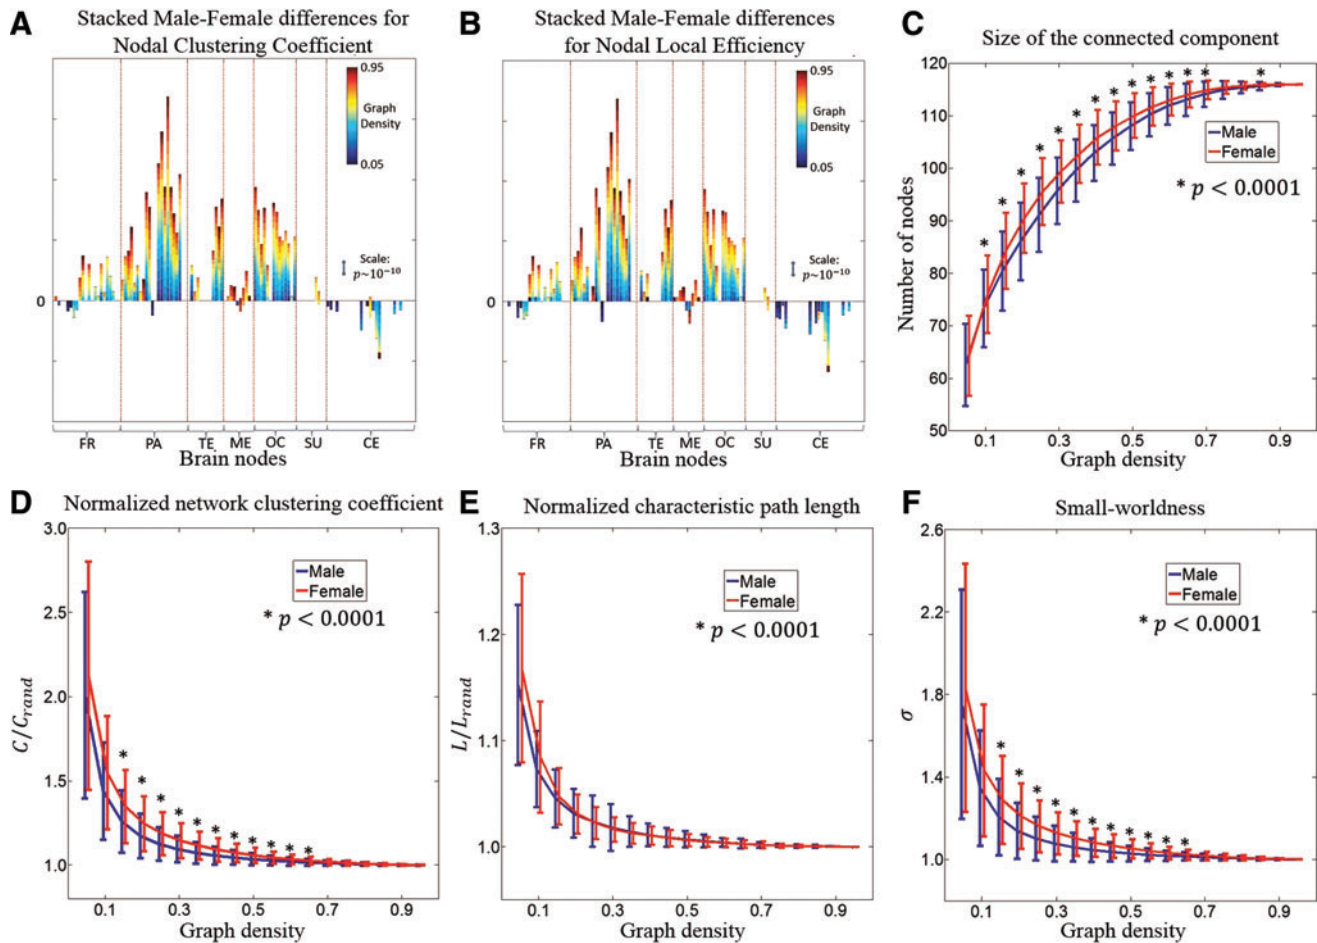 A
Stacked Male-Female differences for
Nodal Clustering Coefficient
0.95
Graph
Density
0.05
Scale:
p~10⁻¹⁰
0
FR PA TE ME OC SU CE
Brain nodes
B
Stacked Male-Female differences
for Nodal Local Efficiency
0.95
Graph
Density
0.05
Scale:
p~10⁻¹⁰
0
FR PA TE ME OC SU CE
Brain nodes
C
Size of the connected component
Number of nodes
120
110
100
90
80
70
60
50
* * * * * * * * * * * * * *
Male
Female
* p < 0.0001
0.1 0.3 0.5 0.7 0.9
Graph density
D
Normalized network clustering coefficient
C/C_rand
3.0
2.5
2.0
1.5
1.0
Male
Female
* p < 0.0001
* * * * * * * * * * *
0.1 0.3 0.5 0.7 0.9
Graph density
E
Normalized characteristic path length
L/L_rand
1.3
1.2
1.1
1.0
Male
Female
* p < 0.0001
0.1 0.3 0.5 0.7 0.9
Graph density
F
Small-worldness
σ
2.6
2.2
1.8
1.4
1.0
Male
Female
* p < 0.0001
* * * * * * * * * * *
0.1 0.3 0.5 0.7 0.9
Graph density